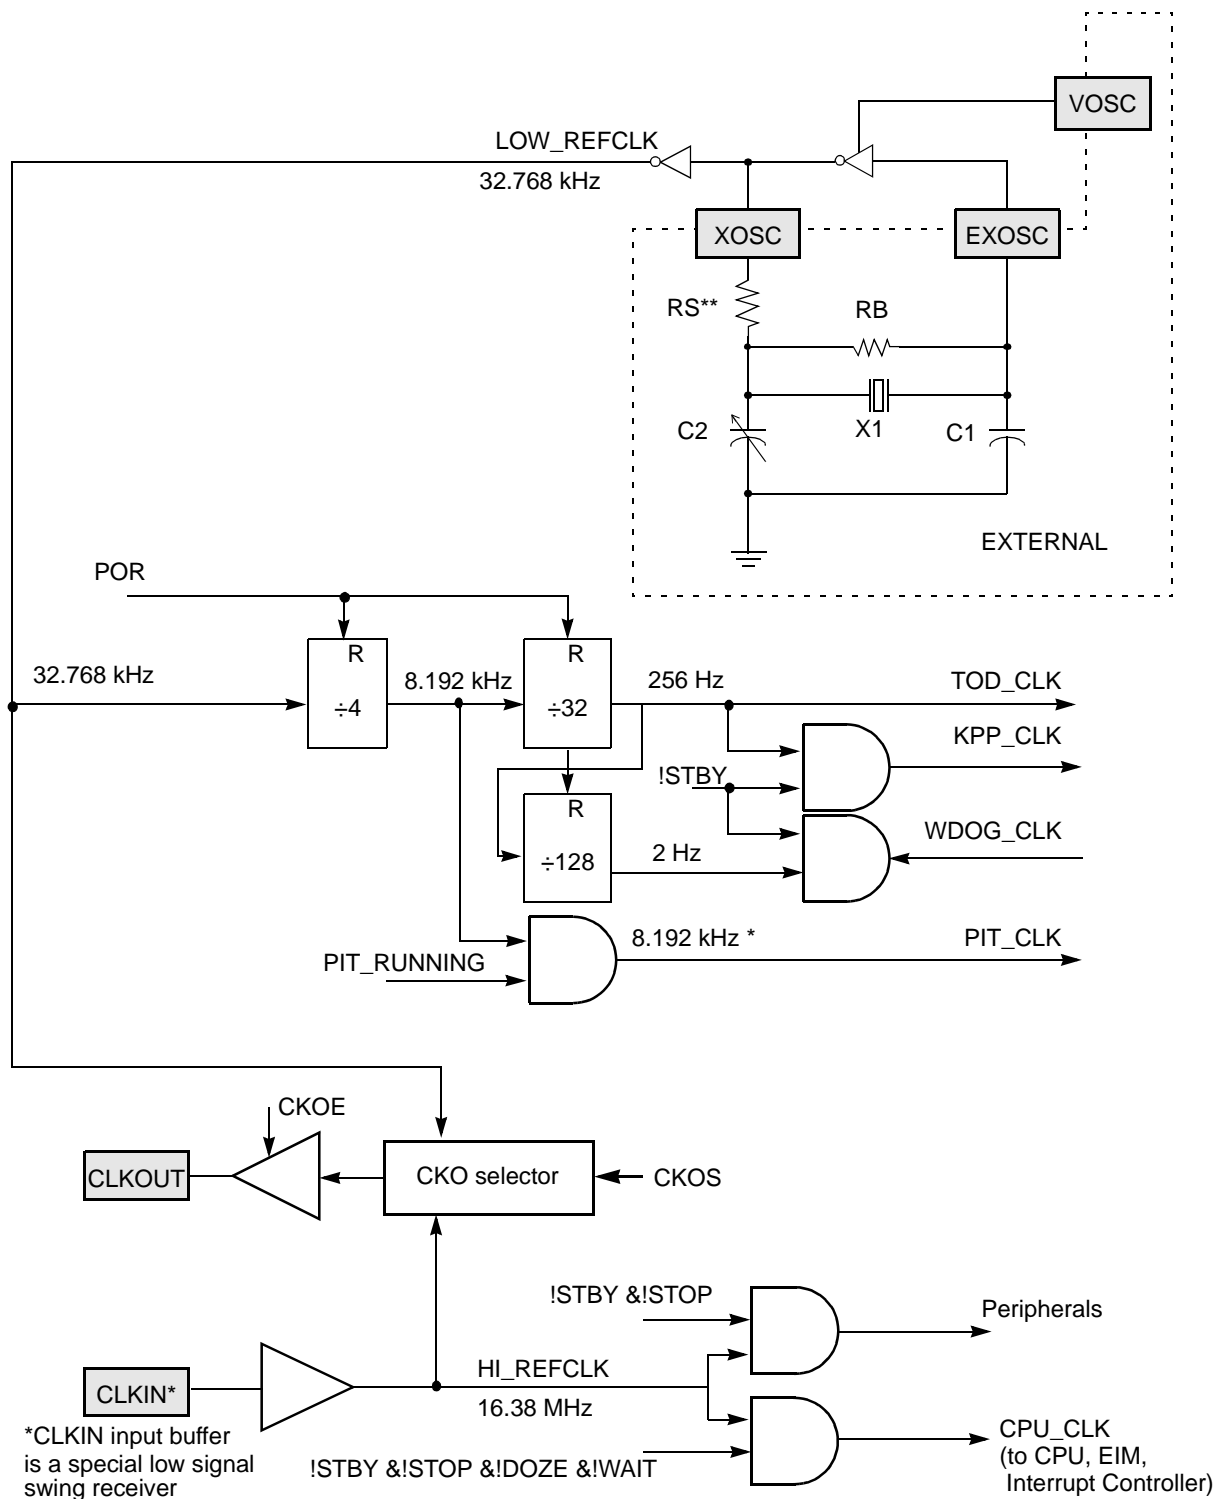 VOSC
LOW_REFCLK
32.768 kHz
XOSC
EXOSC
RS**
RB
C2
X1
C1
EXTERNAL
POR
R
R
32.768 kHz
8.192 kHz
256 Hz
TOD_CLK
÷4
÷32
KPP_CLK
!STBY
R
WDOG_CLK
÷128
2 Hz
8.192 kHz *
PIT_CLK
PIT_RUNNING
CKOE
CLKOUT
CKO selector
CKOS
!STBY &!STOP
Peripherals
HI_REFCLK
CLKIN*
16.38 MHz
*CLKIN input buffer
is a special low signal
swing receiver
!STBY &!STOP &!DOZE &!WAIT
CPU_CLK
(to CPU, EIM,
Interrupt Controller)